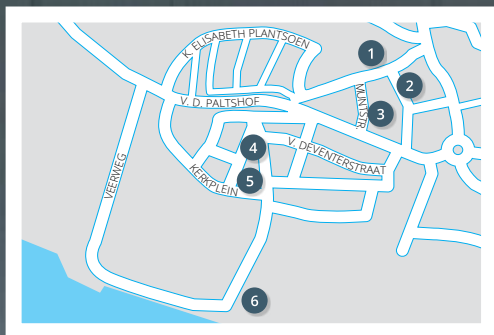 K. ELISABETH PLANTSOEN
1
2
V. D. PALTSHOF
MUNTSTR.
3
4
V. DEVENTERSTRAAT
5
KERKPLEIN
VEERWEG
6